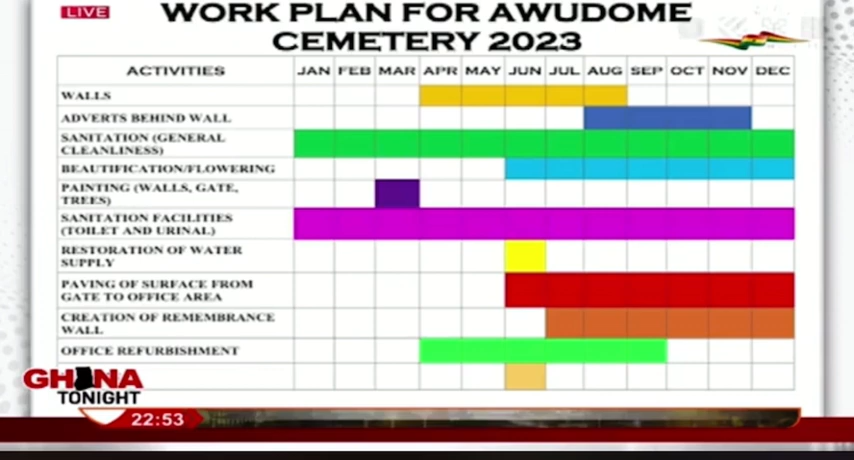 LIVE
WORK PLAN FOR AWUDOME
CEMETERY 2023
ACTIVITIES JAN FEB MAR APR MAY JUN JUL AUG SEP OCT NOV DEC
WALLS
ADVERTS BEHIND WALL
SANITATION (GENERAL
CLEANLINESS)
BEAUTIFICATION/FLOWERING
PAINTING (WALLS, GATE,
TREES)
SANITATION FACILITIES
(TOILET AND URINAL)
RESTORATION OF WATER
SUPPLY
PAVING OF SURFACE FROM
GATE TO OFFICE AREA
CREATION OF REMEMBRANCE
WALL
OFFICE REFURBISHMENT
GHANA
TONIGHT
22:53